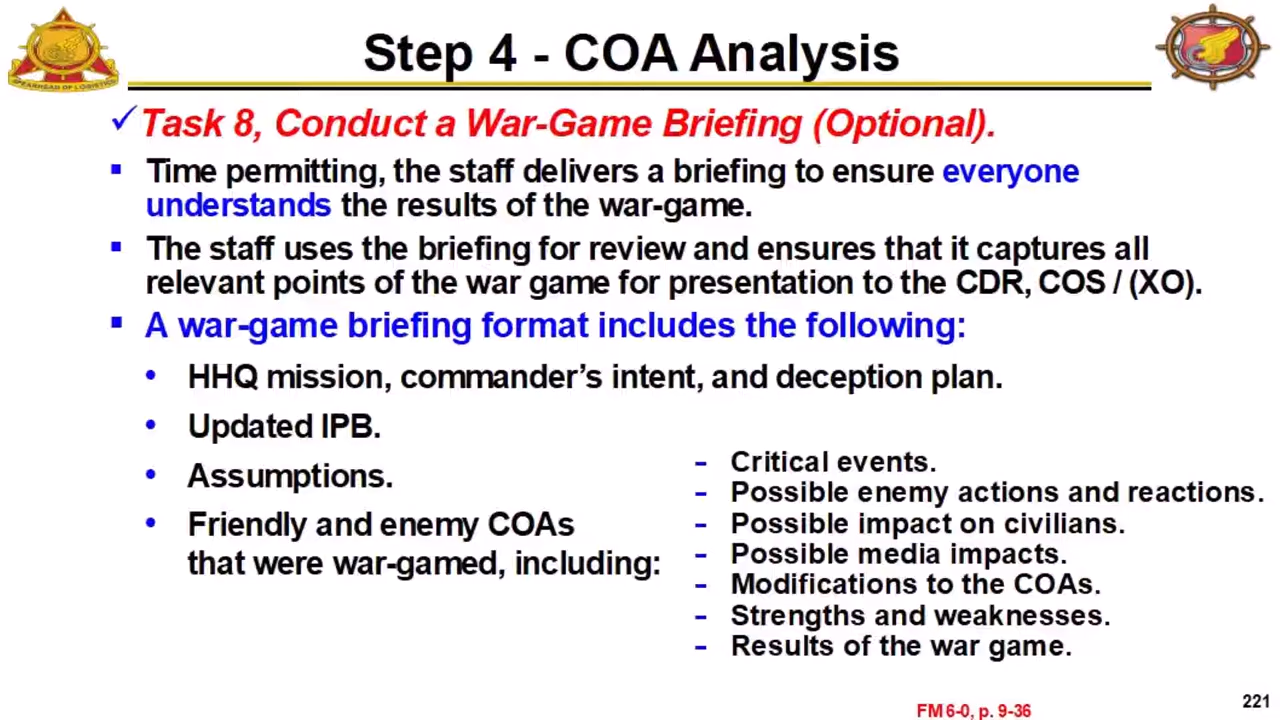 Step 4 - COA Analysis
SPEARHEAD OF LOGISTICS
✓ Task 8, Conduct a War-Game Briefing (Optional).
▪ Time permitting, the staff delivers a briefing to ensure everyone
understands the results of the war-game.
▪ The staff uses the briefing for review and ensures that it captures all
relevant points of the war game for presentation to the CDR, COS / (XO).
▪ A war-game briefing format includes the following:
• HHQ mission, commander's intent, and deception plan.
• Updated IPB.
• Assumptions.
• Friendly and enemy COAs
that were war-gamed, including:
- Critical events.
- Possible enemy actions and reactions.
- Possible impact on civilians.
- Possible media impacts.
- Modifications to the COAs.
- Strengths and weaknesses.
- Results of the war game.
FM 6-0, p. 9-36
221